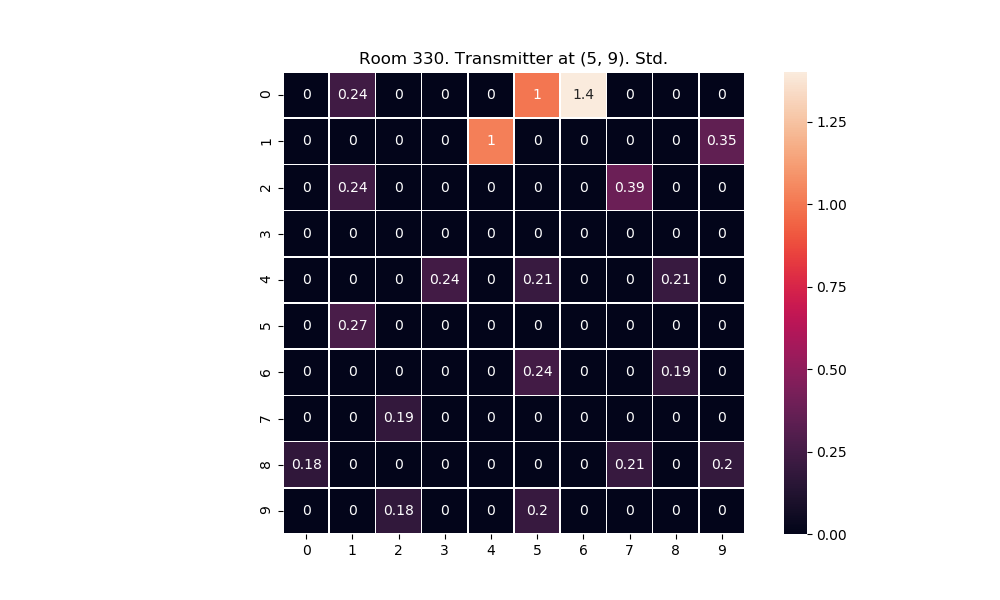 Room 330. Transmitter at (5, 9). Std.
0 0 0.24 0 0 0 1 1.4 0 0 0
1 0 0 0 0 1 0 0 0 0 0.35
2 0 0.24 0 0 0 0 0 0.39 0 0
3 0 0 0 0 0 0 0 0 0 0
4 0 0 0 0.24 0 0.21 0 0 0.21 0
5 0 0.27 0 0 0 0 0 0 0 0
6 0 0 0 0 0 0.24 0 0 0.19 0
7 0 0 0.19 0 0 0 0 0 0 0
8 0.18 0 0 0 0 0 0 0.21 0 0.2
9 0 0 0.18 0 0 0.2 0 0 0 0
0 1 2 3 4 5 6 7 8 9
1.25
1.00
0.75
0.50
0.25
0.00